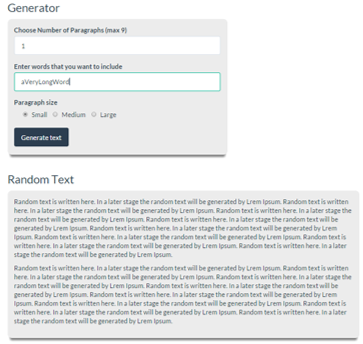 Generator
Choose Number of Paragraphs (max 9)
1
Enter words that you want to include
aVeryLongWord
Paragraph size
Small Medium Large
Generate text
Random Text
Random text is written here. In a later stage the random text will be generated by Lrem Ipsum. Random text is written
here. In a later stage the random text will be generated by Lrem Ipsum. Random text is written here. In a later stage the
random text will be generated by Lrem Ipsum. Random text is written here. In a later stage the random text will be
generated by Lrem Ipsum. Random text is written here. In a later stage the random text will be generated by Lrem
Ipsum. Random text is written here. In a later stage the random text will be generated by Lrem Ipsum. Random text is
written here. In a later stage the random text will be generated by Lrem Ipsum. Random text is written here. In a later
stage the random text will be generated by Lrem Ipsum.
Random text is written here. In a later stage the random text will be generated by Lrem Ipsum. Random text is written
here. In a later stage the random text will be generated by Lrem Ipsum. Random text is written here. In a later stage the
random text will be generated by Lrem Ipsum. Random text is written here. In a later stage the random text will be
generated by Lrem Ipsum. Random text is written here. In a later stage the random text will be generated by Lrem
Ipsum. Random text is written here. In a later stage the random text will be generated by Lrem Ipsum. Random text is
written here. In a later stage the random text will be generated by Lrem Ipsum. Random text is written here. In a later
stage the random text will be generated by Lrem Ipsum.